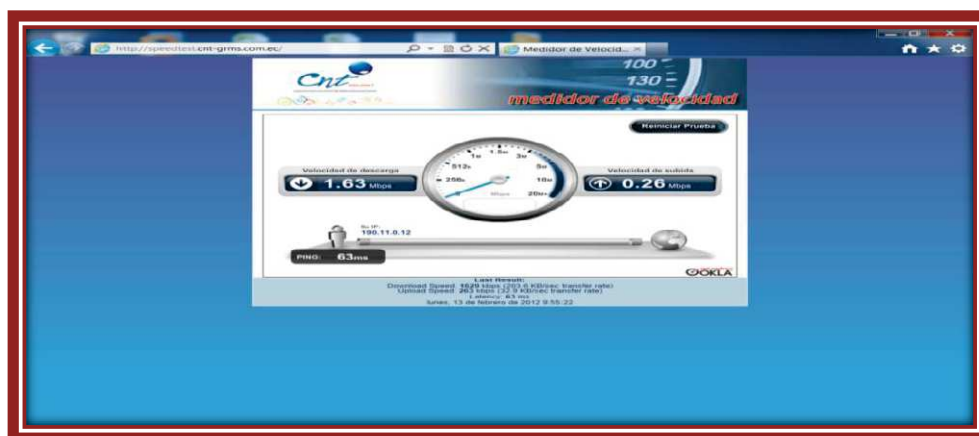 http://speedtest.cnt-grms.com.ec/
Medidor de Velocid...
cnt
100
130
medidor de velocidad
Reiniciar Prueba
Velocidad de descarga
1.63 Mbps
Velocidad de subida
0.26 Mbps
256k
512k
1M
1.5M
3M
5M
10M
20M+
Mbps
Su IP:
190.11.0.12
PING: 63ms
OOKLA
Last Result:
Download Speed: 1629 kbps (203.6 KB/sec transfer rate)
Upload Speed: 263 kbps (32.9 KB/sec transfer rate)
Latency: 63 ms
lunes, 13 de febrero de 2012 9:55:22